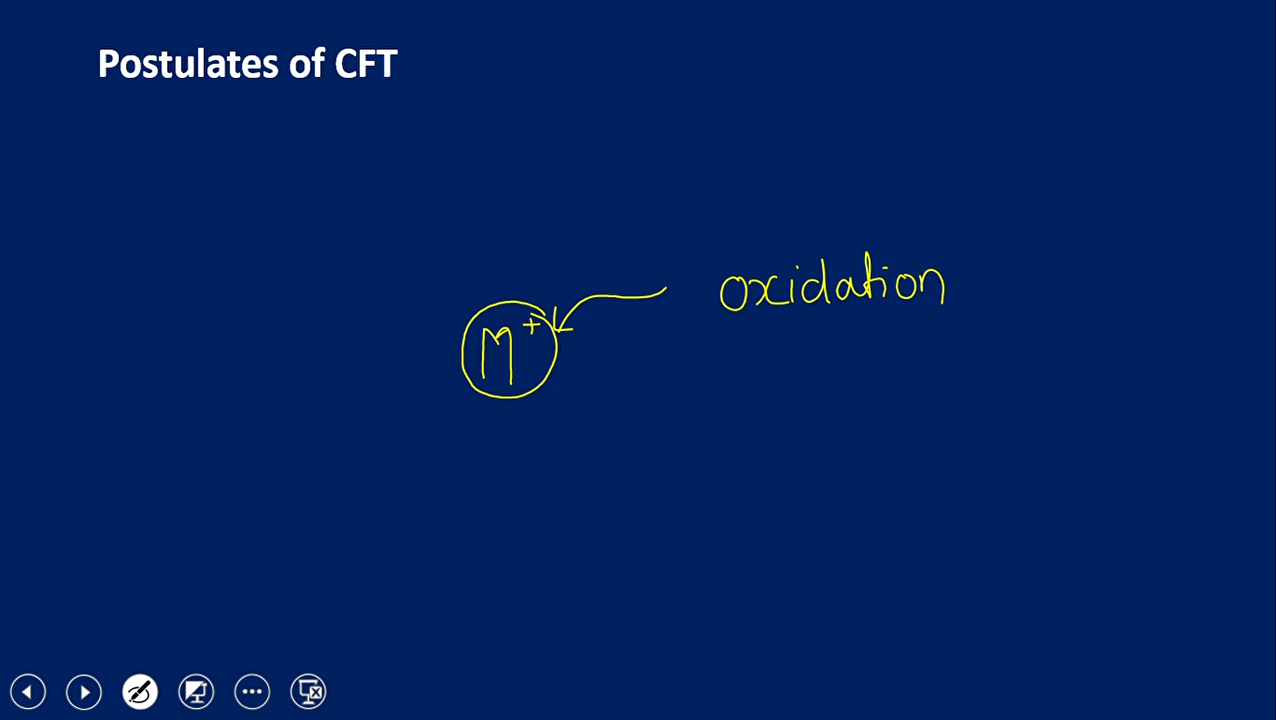 Postulates of CFT
oxidation
M+